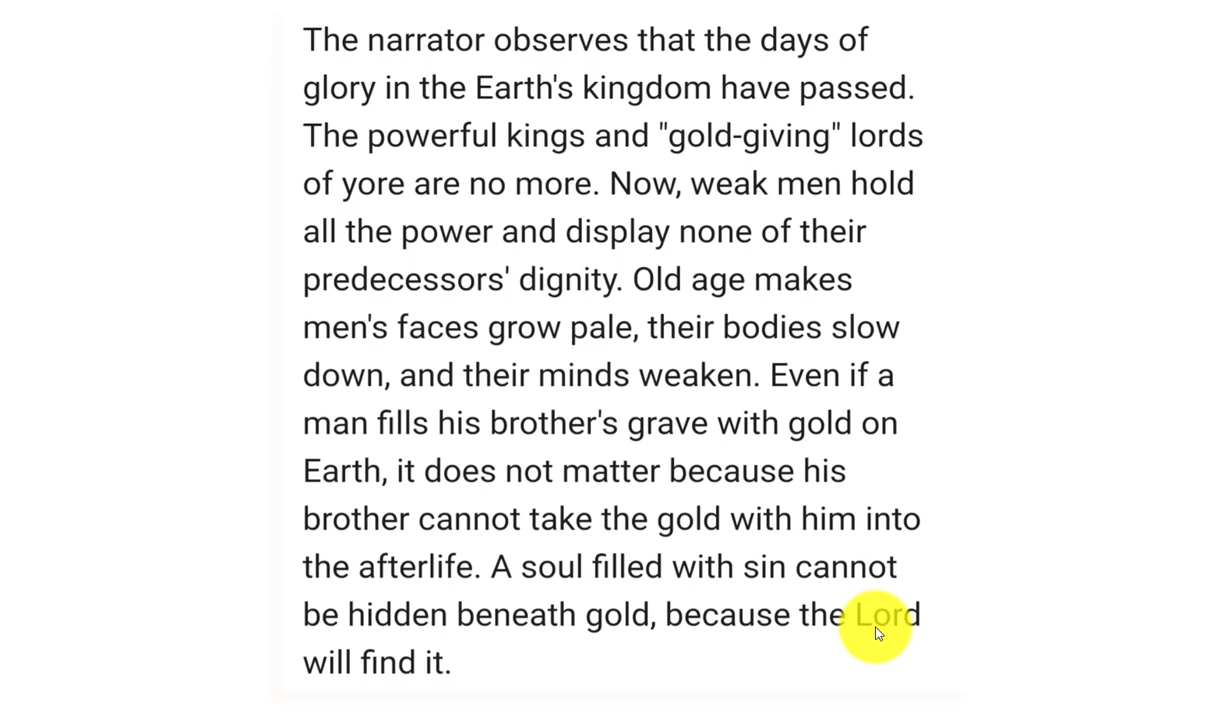 The narrator observes that the days of
glory in the Earth's kingdom have passed.
The powerful kings and "gold-giving" lords
of yore are no more. Now, weak men hold
all the power and display none of their
predecessors' dignity. Old age makes
men's faces grow pale, their bodies slow
down, and their minds weaken. Even if a
man fills his brother's grave with gold on
Earth, it does not matter because his
brother cannot take the gold with him into
the afterlife. A soul filled with sin cannot
be hidden beneath gold, because the Lord
will find it.